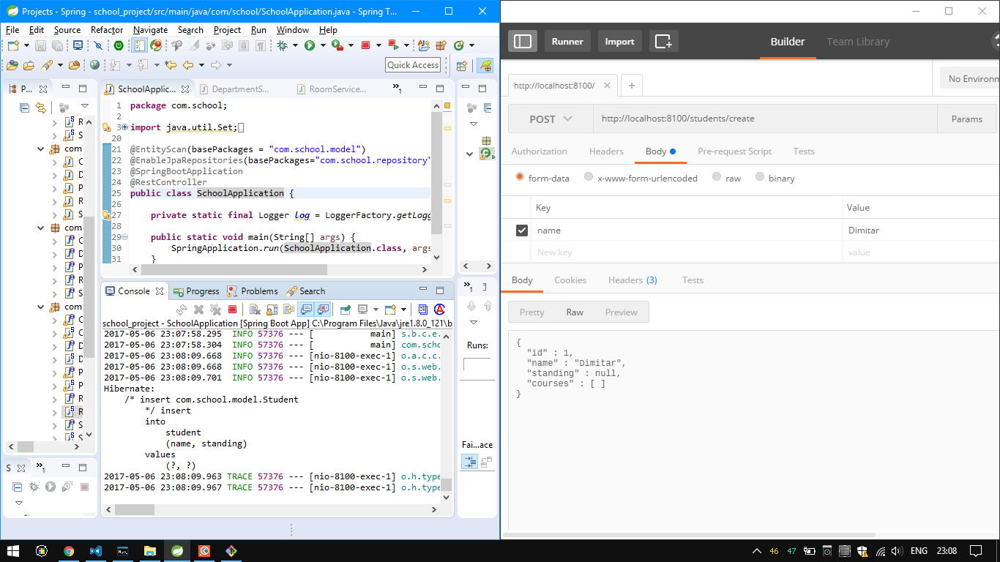 Projects - Spring - school_project/src/main/java/com/school/SchoolApplication.java - Spring T...
File Edit Source Refactor Navigate Search Project Run Window Help
Quick Access
P...
R
S
com
C
D
P
R
S
com
C
D
P
R
S
com
C
C
D
D
P
P
R
R
S
S
S
1
SchoolApplic...
DepartmentS...
RoomService...
1
1 package com.school;
2
3 import java.util.Set;
20
21 @EntityScan(basePackages = "com.school.model")
22 @EnableJpaRepositories(basePackages="com.school.repository"
23 @SpringBootApplication
24 @RestController
25 public class SchoolApplication {
26
27 private static final Logger log = LoggerFactory.getLogg
28
29 public static void main(String[] args) {
30 SpringApplication.run(SchoolApplication.class, args
31 }
Console Progress Problems Search
school_project - SchoolApplication [Spring Boot App] C:\Program Files\Java\jre1.8.0_121\b
2017-05-06 23:07:58.295 INFO 57376 --- [ main] s.b.c.e.
2017-05-06 23:07:58.304 INFO 57376 --- [ main] com.scho
2017-05-06 23:08:09.668 INFO 57376 --- [nio-8100-exec-1] o.a.c.c.
2017-05-06 23:08:09.668 INFO 57376 --- [nio-8100-exec-1] o.s.web.
2017-05-06 23:08:09.701 INFO 57376 --- [nio-8100-exec-1] o.s.web.
Hibernate:
/* insert com.school.model.Student
*/ insert
into
student
(name, standing)
values
(?, ?)
2017-05-06 23:08:09.963 TRACE 57376 --- [nio-8100-exec-1] o.h.type
2017-05-06 23:08:09.967 TRACE 57376 --- [nio-8100-exec-1] o.h.type
1
Runs:
Fai...ace
Runner Import Builder Team Library
http://localhost:8100/
No Environm
POST http://localhost:8100/students/create Params
Authorization Headers Body Pre-request Script Tests
form-data x-www-form-urlencoded raw binary
Key Value
name Dimitar
New key value
Body Cookies Headers (3) Tests
Pretty Raw Preview
{
"id" : 1,
"name" : "Dimitar",
"standing" : null,
"courses" : [ ]
}
46 47 ENG 23:08